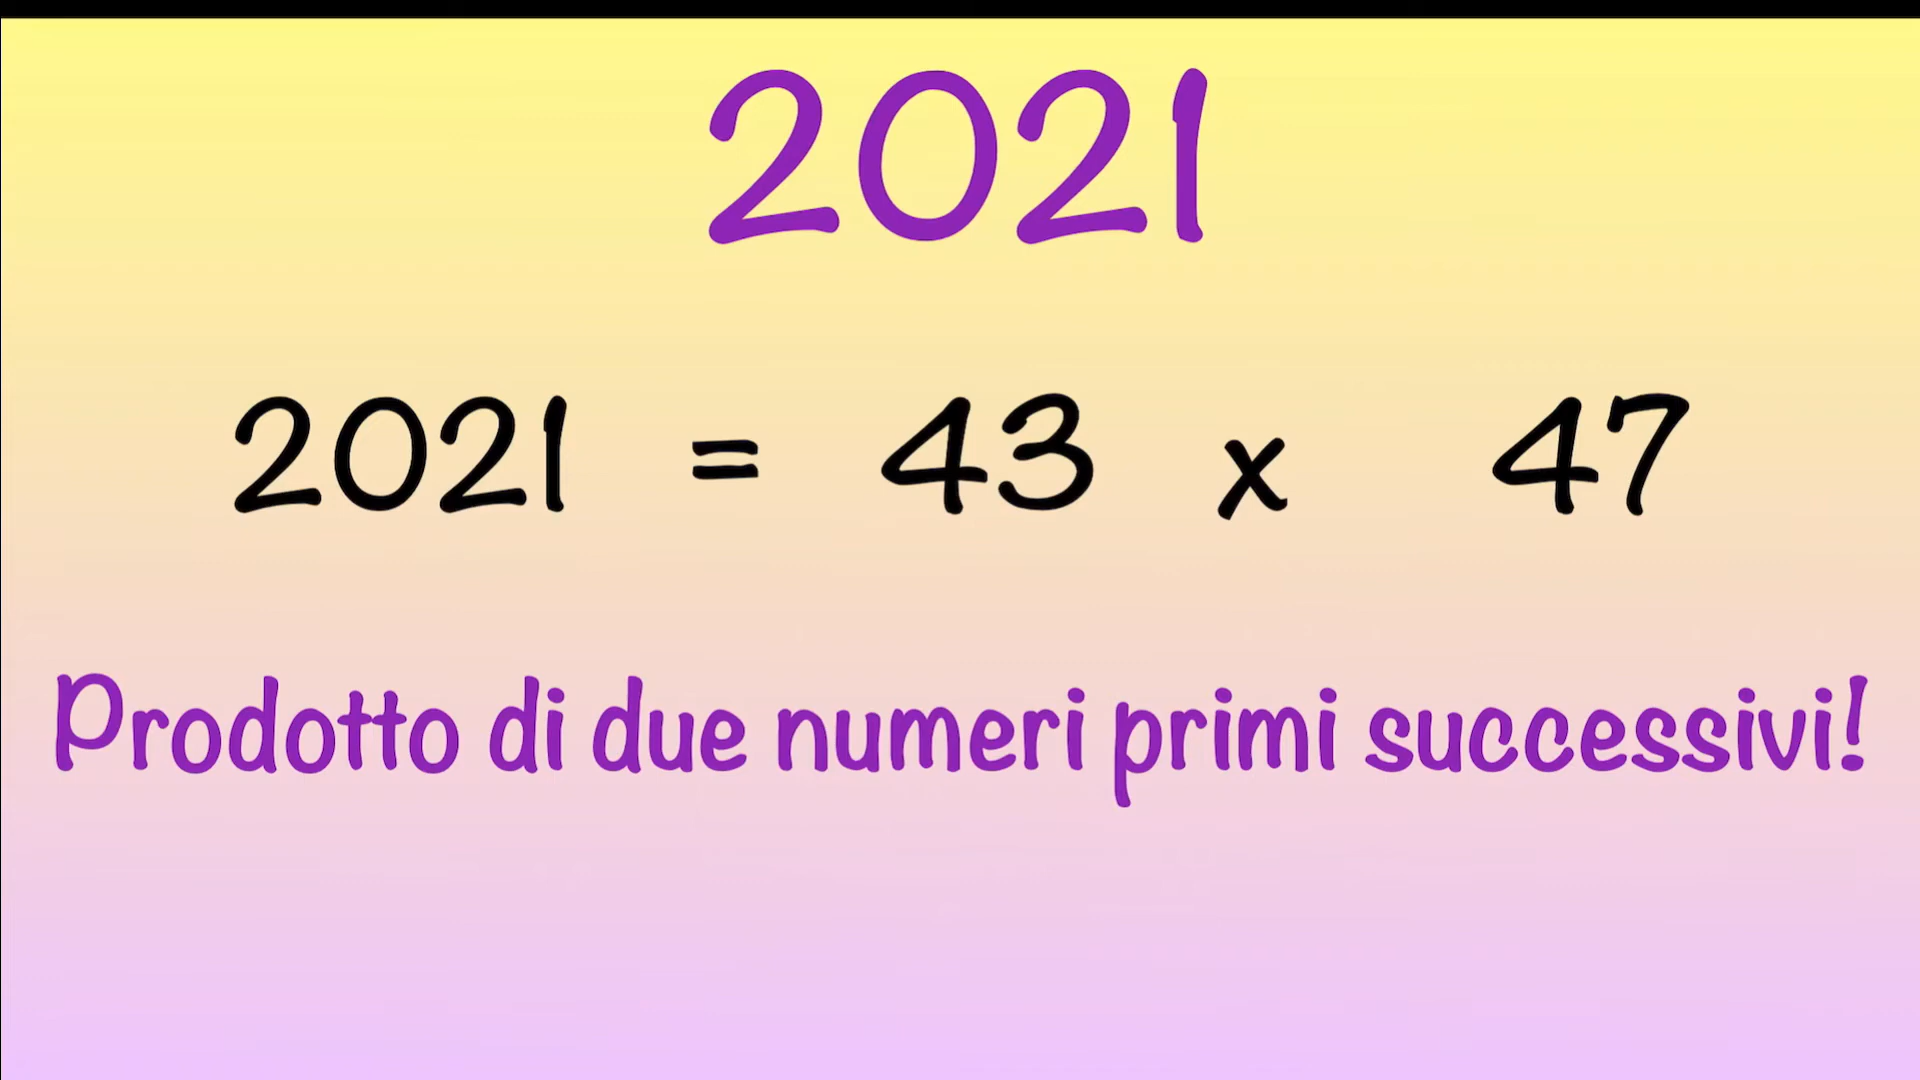 2021
2021 = 43 x 47
Prodotto di due numeri primi successivi!